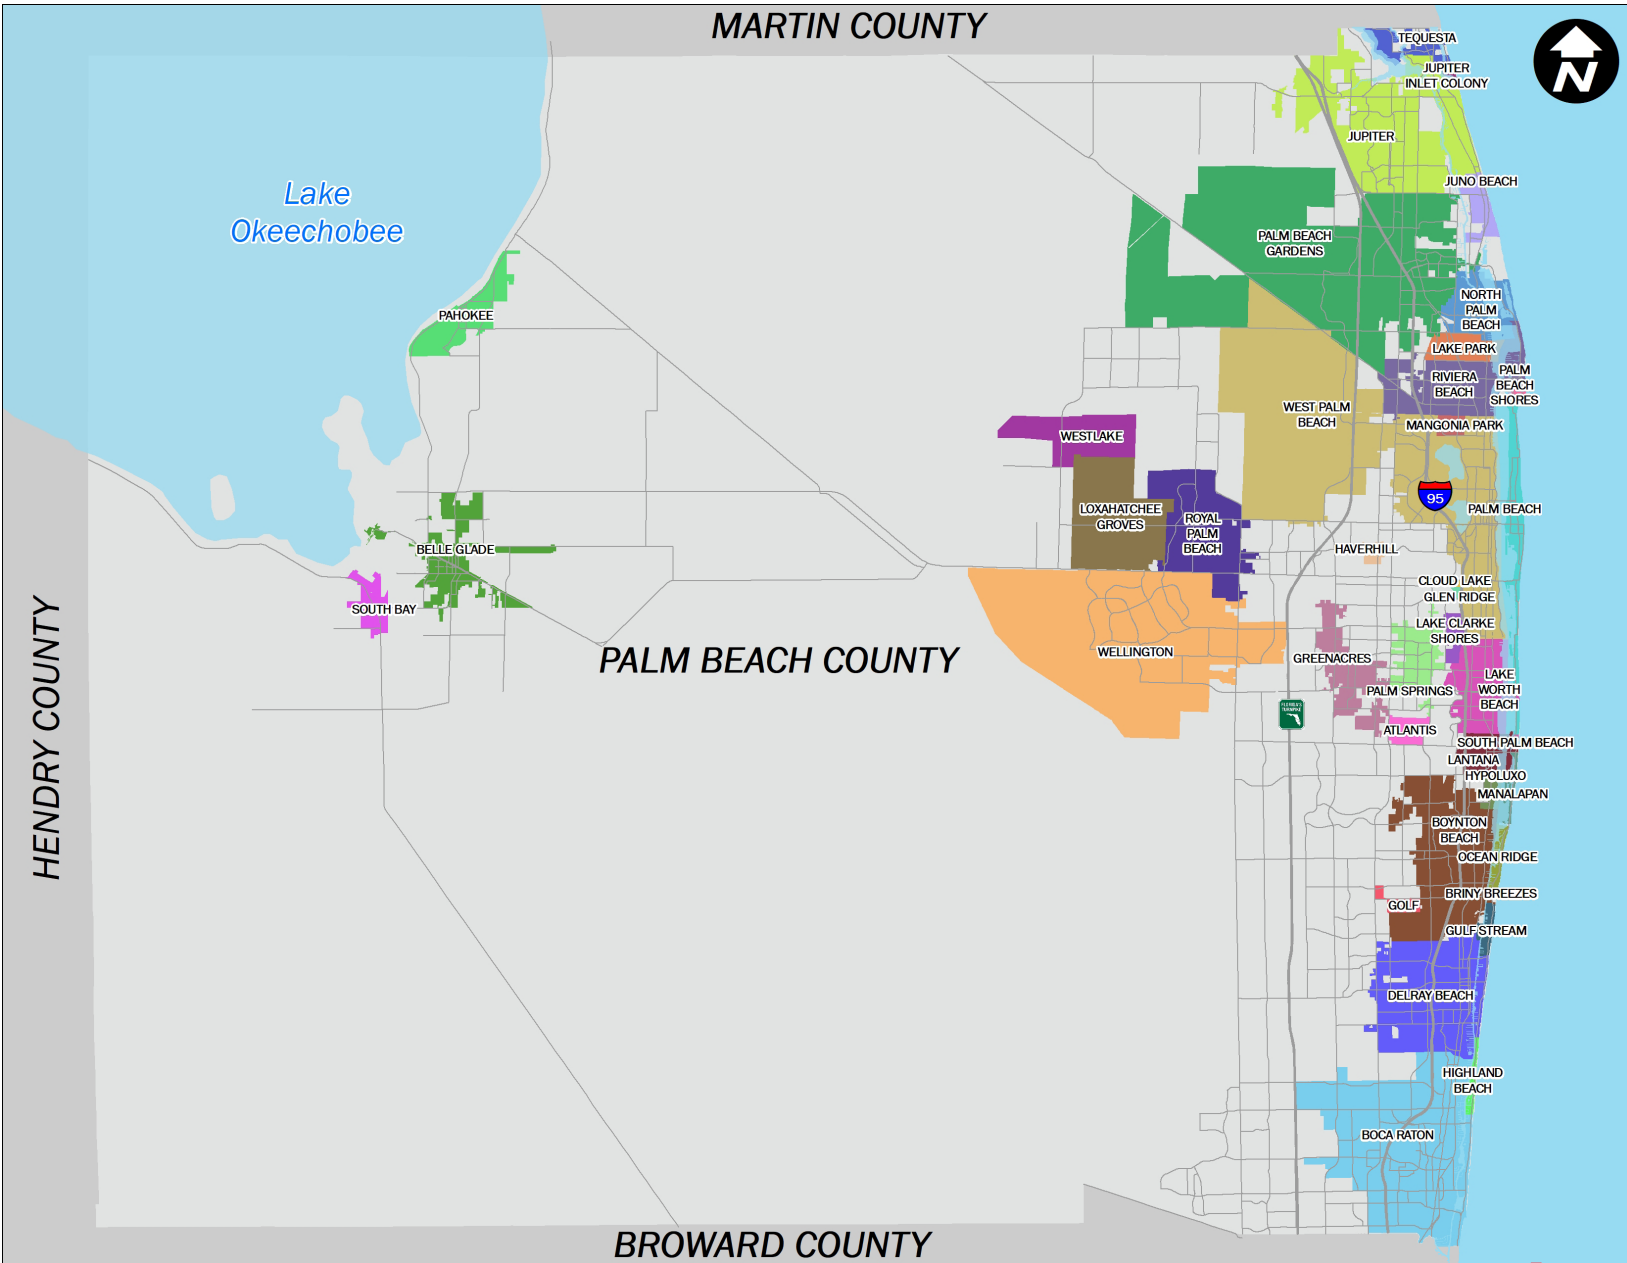 MARTIN COUNTY
N
TEQUESTA
JUPITER
INLET COLONY
JUPITER
JUNO BEACH
Lake
Okeechobee
PALM BEACH
GARDENS
NORTH
PALM
BEACH
PAHOKEE
LAKE PARK
RIVIERA
BEACH
PALM
BEACH
SHORES
WEST PALM
BEACH
MANGONIA PARK
WESTLAKE
95
LOXAHATCHEE
GROVES
ROYAL
PALM
BEACH
PALM BEACH
BELLE GLADE
HAVERHILL
CLOUD LAKE
GLEN RIDGE
SOUTH BAY
LAKE CLARKE
SHORES
HENDRY COUNTY
PALM BEACH COUNTY
WELLINGTON
GREENACRES
LAKE
WORTH
BEACH
PALM SPRINGS
FLORIDA'S
TURNPIKE
ATLANTIS
SOUTH PALM BEACH
LANTANA
HYPOLUXO
MANALAPAN
BOYNTON
BEACH
OCEAN RIDGE
BRINY BREEZES
GOLF
GULF STREAM
DELRAY BEACH
HIGHLAND
BEACH
BOCA RATON
BROWARD COUNTY